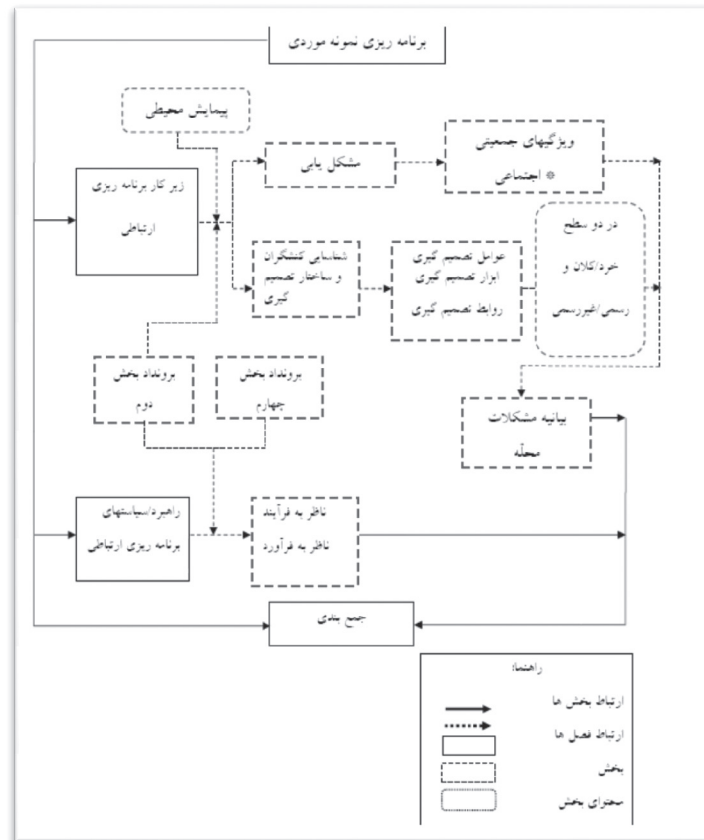 برنامه ریزی نمونه موردی
پیمایش محیطی
ویژگیهای جمعیتی
* اجتماعی
مشکل یابی
زیر کار برنامه ریزی
ارتباطی
در دو سطح
خرد/کلان و
رسمی/غیررسمی
عوامل تصمیم گیری
ابزار تصمیم گیری
روابط تصمیم گیری
شناسایی کنشگران
و ساختار تصمیم
گیری
برونداد بخش
چهارم
برونداد بخش
دوم
بیانیه مشکلات
محلّه
راهبرد/سیاستهای
برنامه ریزی ارتباطی
ناظر به فرآیند
ناظر به فرآورد
جمع بندی
راهنما:
ارتباط بخش ها
ارتباط فصل ها
بخش
محتوای بخش